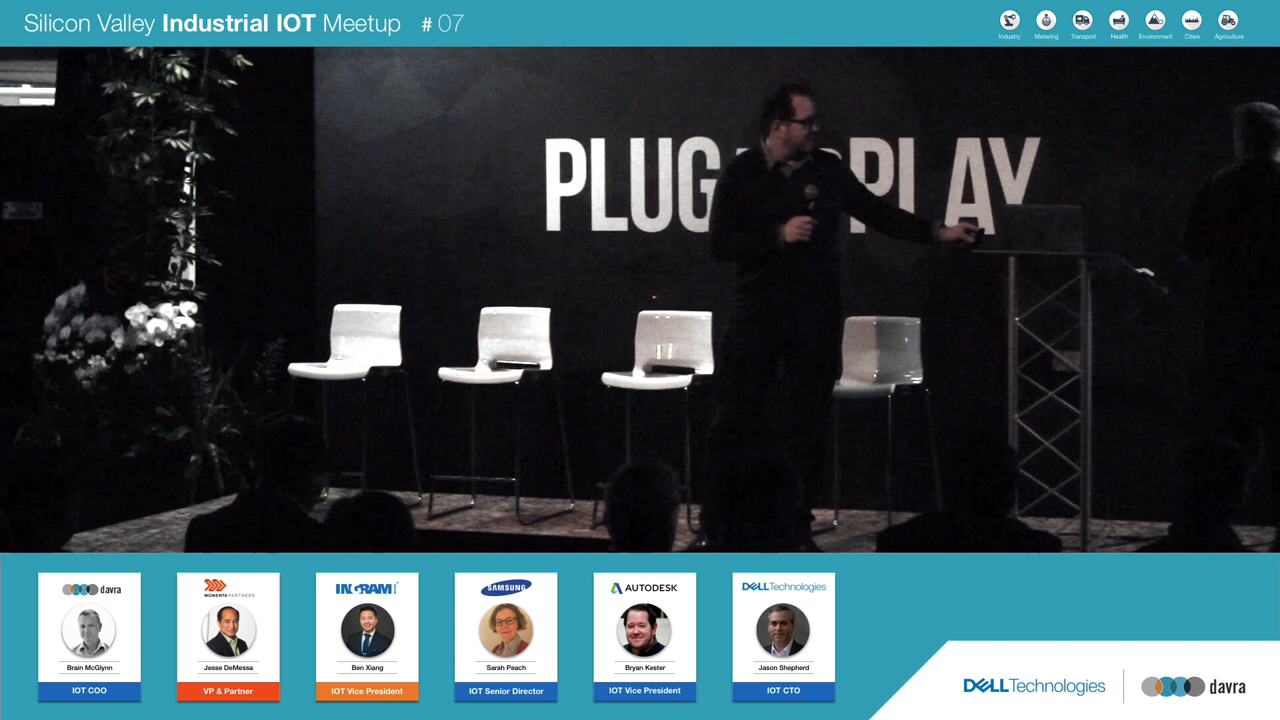 Silicon Valley Industrial IOT Meetup # 07
Industry Metering Transport Health Environment Cities Agriculture
PLUG PLAY
davra
MOMENTA PARTNERS
INGRAM
SAMSUNG
AUTODESK
DELL Technologies
Brain McGlynn
Jesse DeMessa
Ben Xiang
Sarah Peach
Bryan Kester
Jason Shepherd
IOT COO
VP & Partner
IOT Vice President
IOT Senior Director
IOT Vice President
IOT CTO
DELL Technologies
davra